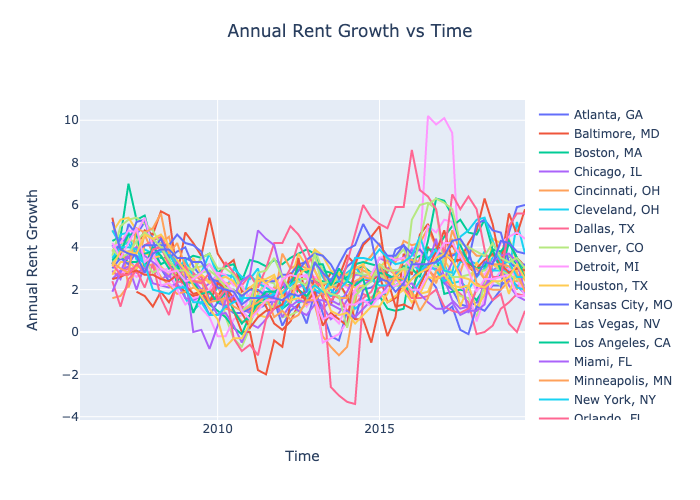 Annual Rent Growth vs Time
10
8
6
4
2
0
−2
−4
Annual Rent Growth
2010
2015
Time
Atlanta, GA
Baltimore, MD
Boston, MA
Chicago, IL
Cincinnati, OH
Cleveland, OH
Dallas, TX
Denver, CO
Detroit, MI
Houston, TX
Kansas City, MO
Las Vegas, NV
Los Angeles, CA
Miami, FL
Minneapolis, MN
New York, NY
Orlando, FL